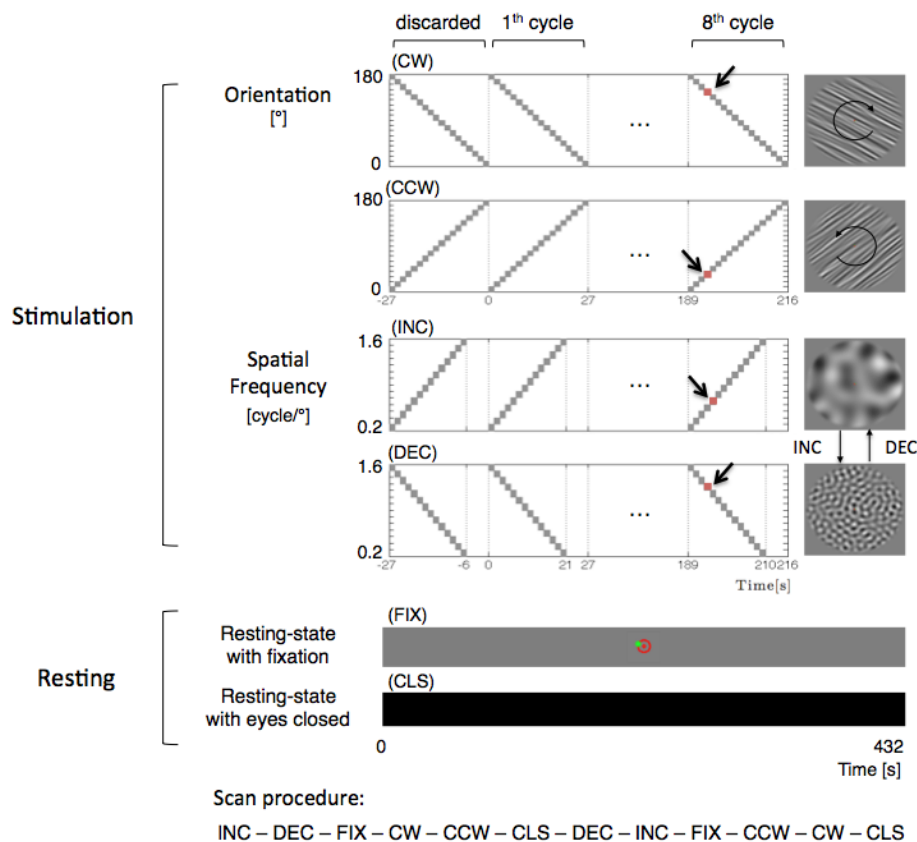 discarded 1th cycle 8th cycle
(CW)
180
Orientation
[°]
...
0
(CCW)
180
...
0
-27 0 27 189 216
Stimulation
(INC)
1.6
Spatial
Frequency
...
[cycle/°]
0.2
INC DEC
(DEC)
1.6
...
0.2
-27 -6 0 21 27 189 210 216
Time[s]
(FIX)
Resting-state
with fixation
Resting
(CLS)
Resting-state
with eyes closed
0 432
Time [s]
Scan procedure:
INC – DEC – FIX – CW – CCW – CLS – DEC – INC – FIX – CCW – CW – CLS